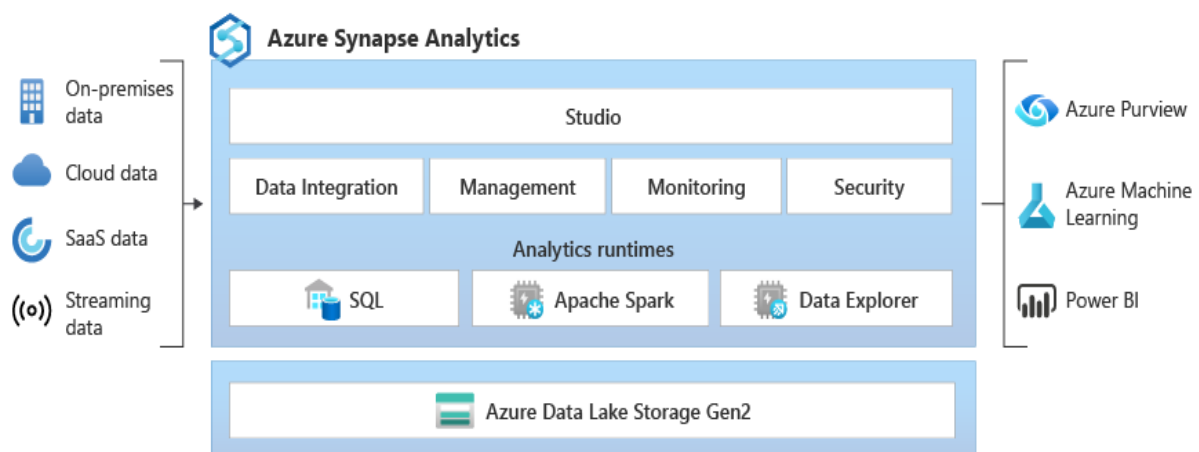 Azure Synapse Analytics
On-premises
data
Cloud data
SaaS data
Streaming
data
Studio
Data Integration
Management
Monitoring
Security
Analytics runtimes
SQL
Apache Spark
Data Explorer
Azure Data Lake Storage Gen2
Azure Purview
Azure Machine
Learning
Power BI